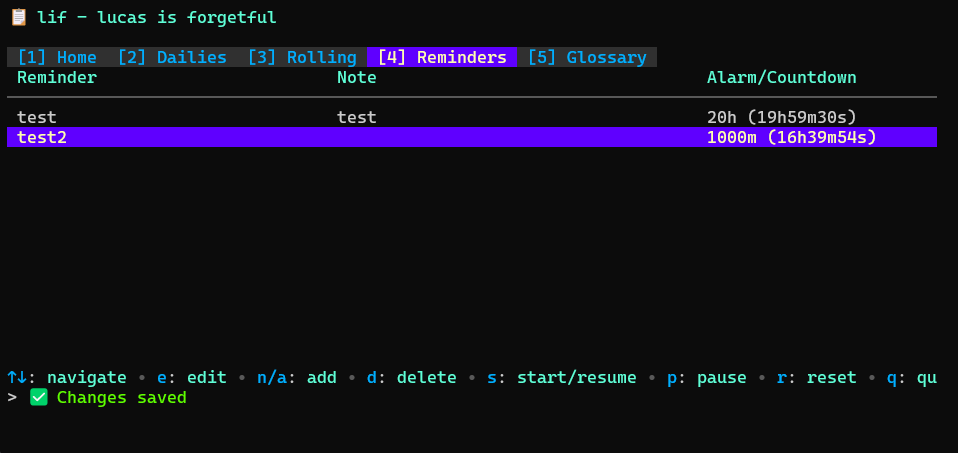 📋 lif - lucas is forgetful
[1] Home [2] Dailies [3] Rolling [4] Reminders [5] Glossary
Reminder Note Alarm/Countdown
test test 20h (19h59m30s)
test2 1000m (16h39m54s)
↑↓: navigate • e: edit • n/a: add • d: delete • s: start/resume • p: pause • r: reset • q: qu
> ✅ Changes saved